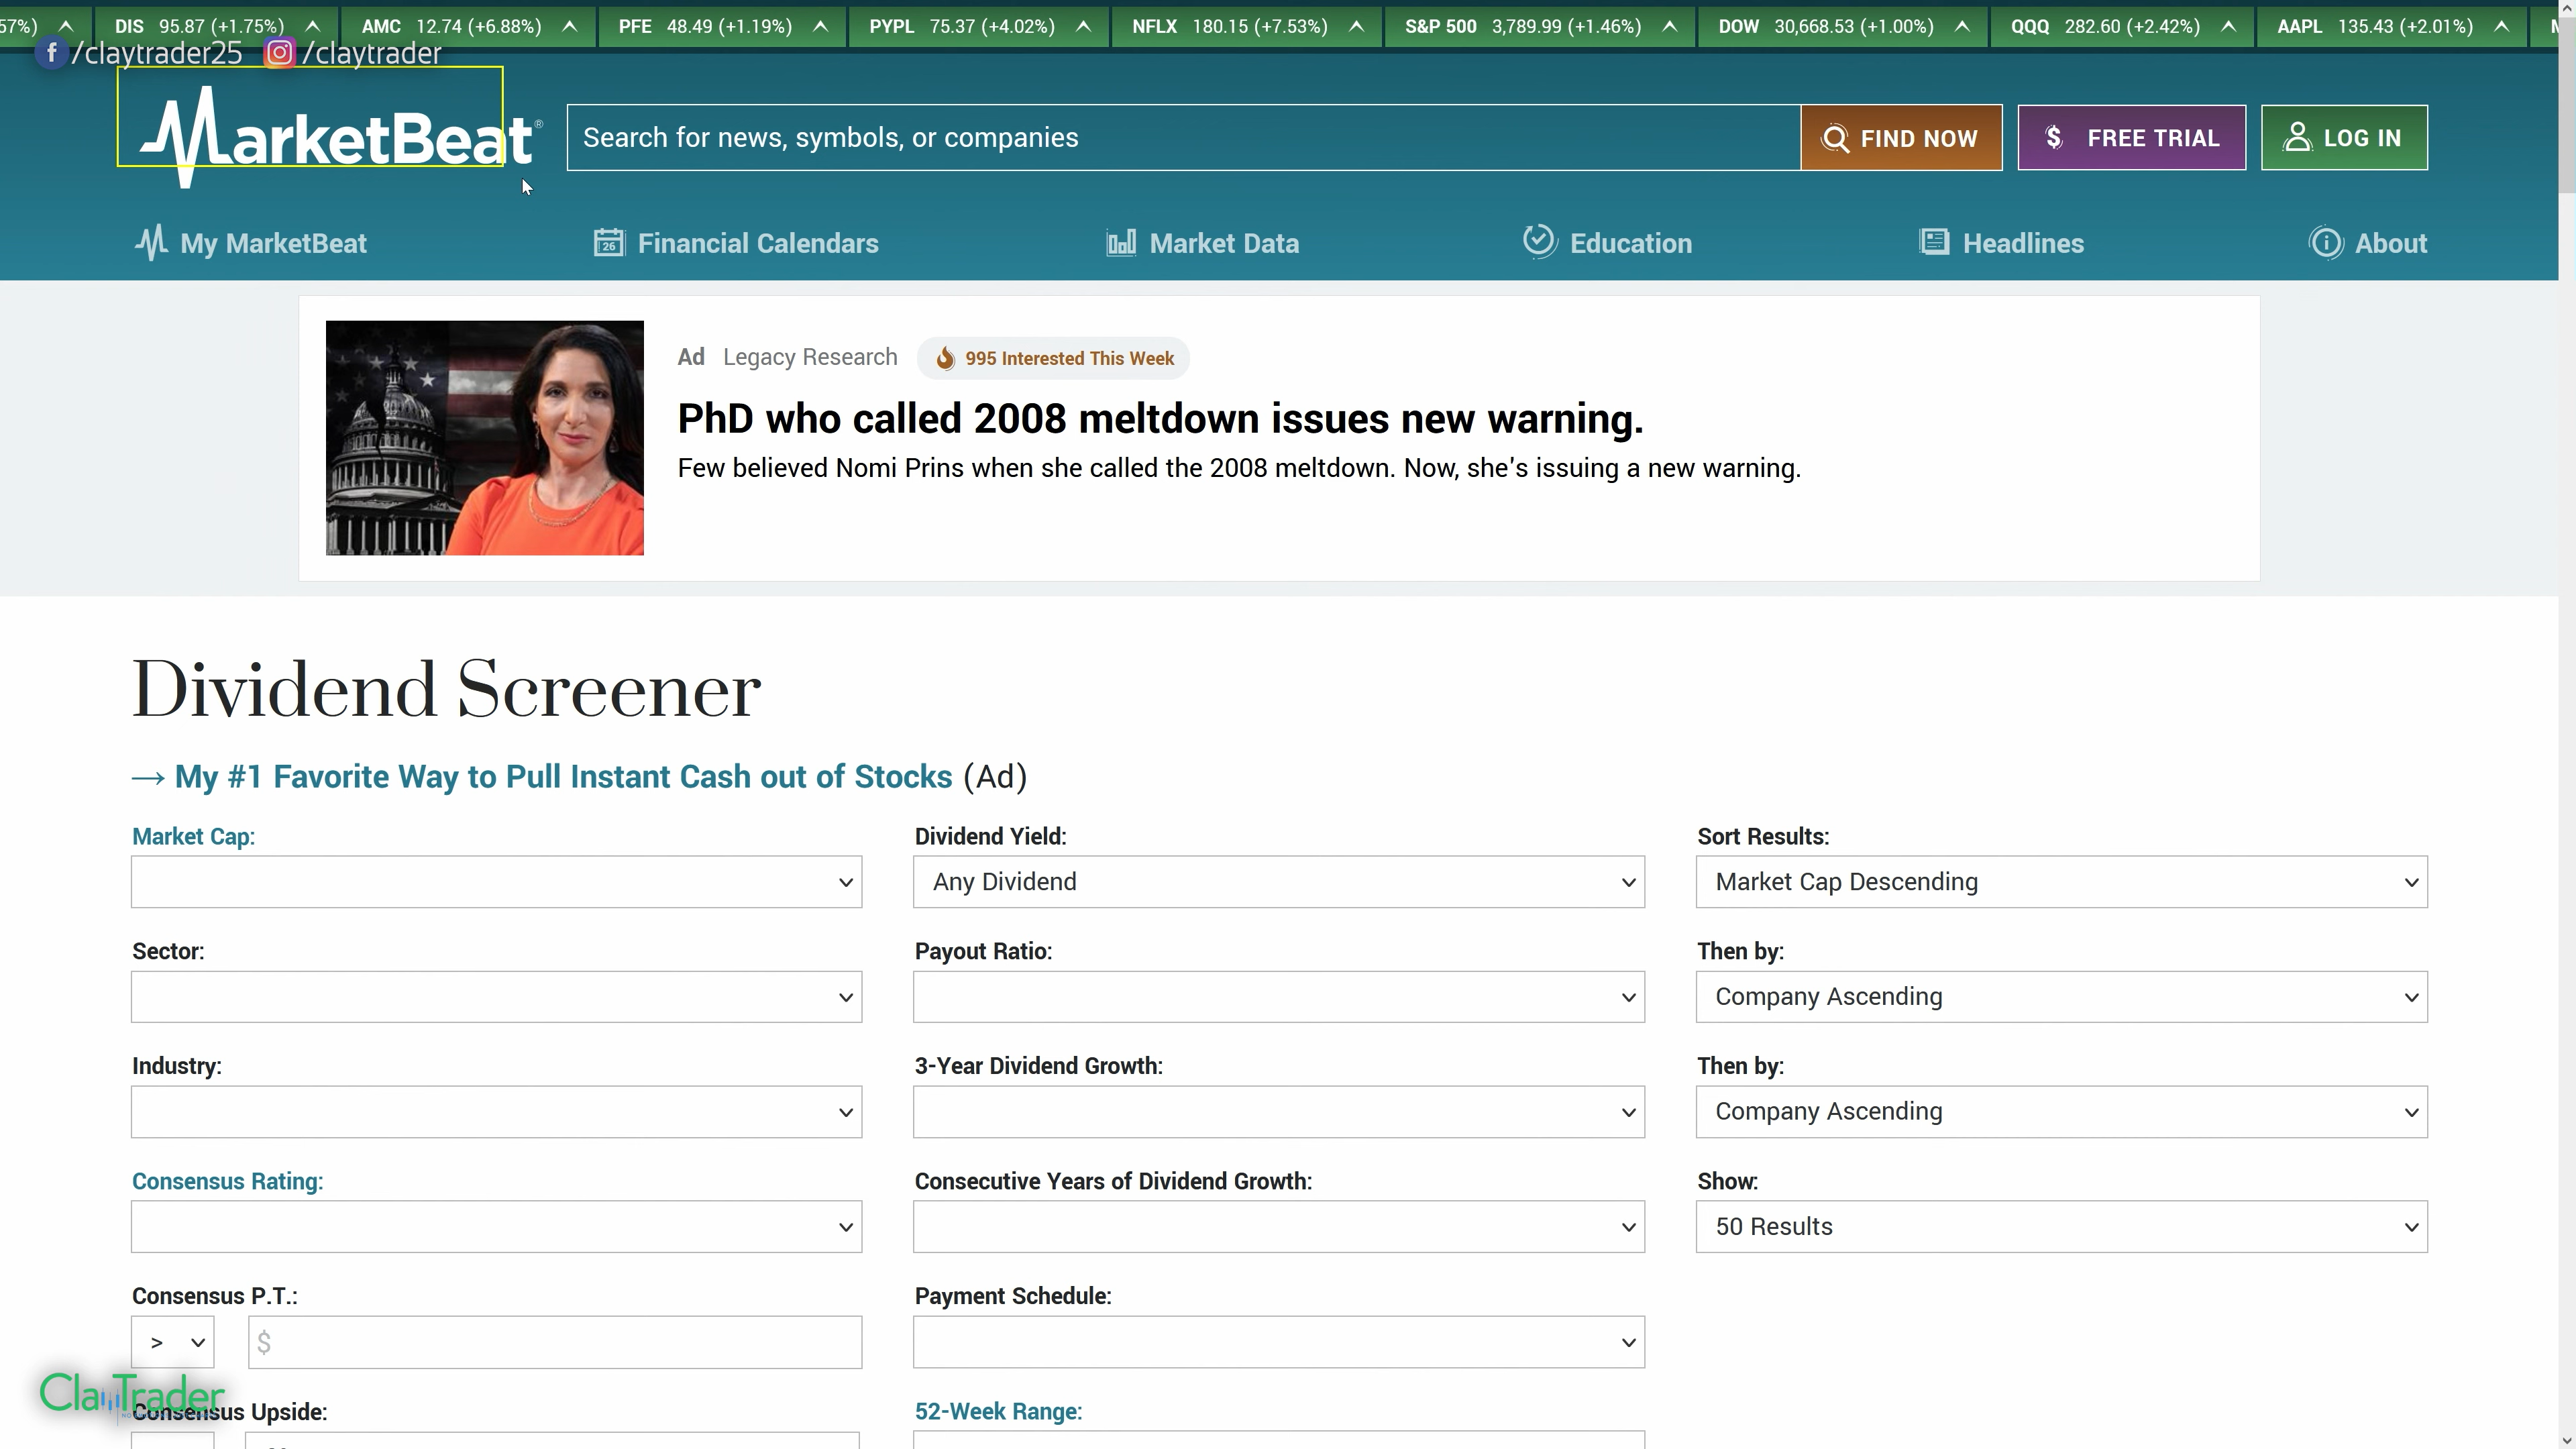 57%) DIS 95.87 (+1.75%) AMC 12.74 (+6.88%) PFE 48.49 (+1.19%) PYPL 75.37 (+4.02%) NFLX 180.15 (+7.53%) S&P 500 3,789.99 (+1.46%) DOW 30,668.53 (+1.00%) QQQ 282.60 (+2.42%) AAPL 135.43 (+2.01%)
/claytrader25 /claytrader
MarketBeat® Search for news, symbols, or companies FIND NOW $ FREE TRIAL LOG IN
My MarketBeat 26 Financial Calendars Market Data Education Headlines About
Ad Legacy Research 995 Interested This Week
PhD who called 2008 meltdown issues new warning.
Few believed Nomi Prins when she called the 2008 meltdown. Now, she's issuing a new warning.
Dividend Screener
→ My #1 Favorite Way to Pull Instant Cash out of Stocks (Ad)
Market Cap: Dividend Yield: Sort Results:
Any Dividend Market Cap Descending
Sector: Payout Ratio: Then by:
Company Ascending
Industry: 3-Year Dividend Growth: Then by:
Company Ascending
Consensus Rating: Consecutive Years of Dividend Growth: Show:
50 Results
Consensus P.T.: Payment Schedule:
> $
ClayTrader
Consensus Upside: 52-Week Range: